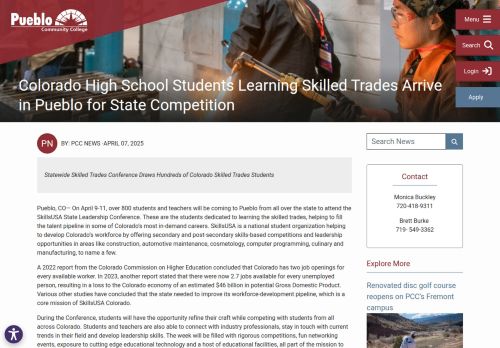 Pueblo
Community College
Menu
Search
Login
Apply
Colorado High School Students Learning Skilled Trades Arrive
in Pueblo for State Competition
PN
BY: PCC NEWS · APRIL 07, 2025
Search News
Statewide Skilled Trades Conference Draws Hundreds of Colorado Skilled Trades Students
Contact
Monica Buckley
720-418-9311
Brett Burke
719- 549-3362
Pueblo, CO— On April 9-11, over 800 students and teachers will be coming to Pueblo from all over the state to attend the
SkillsUSA State Leadership Conference. These are the students dedicated to learning the skilled trades, helping to fill
the talent pipeline in some of Colorado's most in-demand careers. SkillsUSA is a national student organization helping
to develop Colorado's workforce by offering secondary and post-secondary skills-based competitions and leadership
opportunities in areas like construction, automotive maintenance, cosmetology, computer programming, culinary and
manufacturing, to name a few.
A 2022 report from the Colorado Commission on Higher Education concluded that Colorado has two job openings for
every available worker. In 2023, another report stated that there were now 2.7 jobs available for every unemployed
person, resulting in a loss to the Colorado economy of an estimated $46 billion in potential Gross Domestic Product.
Various other studies have concluded that the state needed to improve its workforce-development pipeline, which is a
core mission of SkillsUSA Colorado.
During the Conference, students will have the opportunity refine their craft while competing with students from all
across Colorado. Students and teachers are also able to connect with industry professionals, stay in touch with current
trends in their field and develop leadership skills. The week will be filled with rigorous competitions, fun networking
events, exposure to cutting edge educational technology and a host of educational facilities, all part of the mission to
Explore More
Renovated disc golf course
reopens on PCC's Fremont
campus